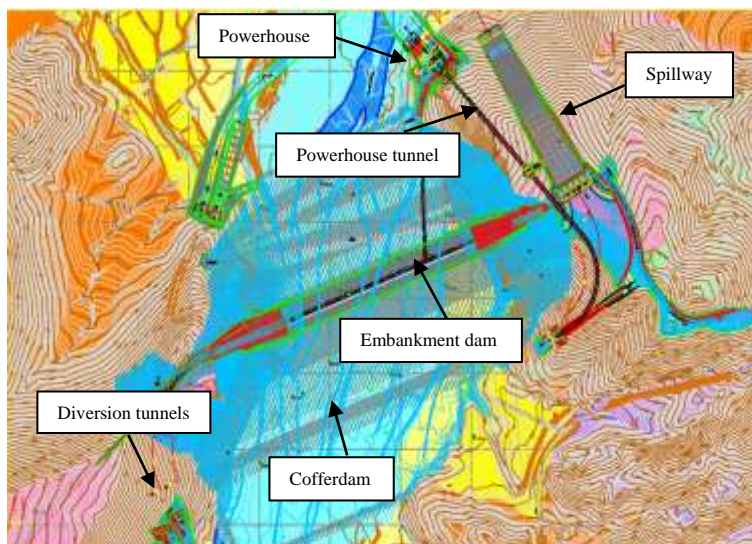 Powerhouse
Spillway
Powerhouse tunnel
Embankment dam
Diversion tunnels
Cofferdam